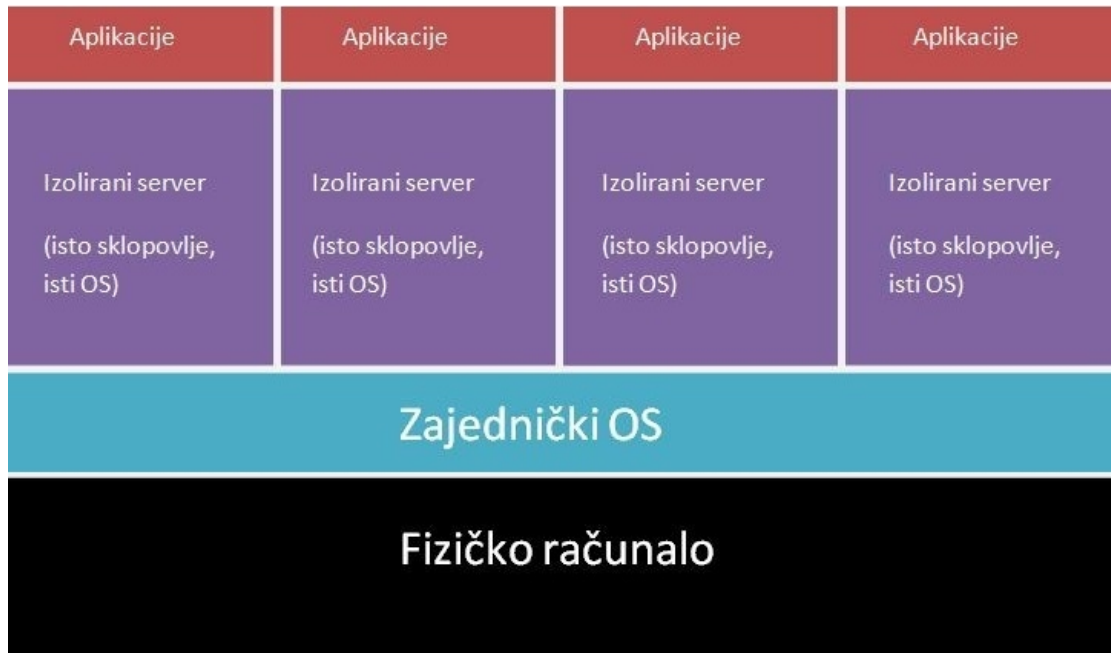 Aplikacije
Aplikacije
Aplikacije
Aplikacije
Izolirani server
(isto sklopovlje,
isti OS)
Izolirani server
(isto sklopovlje,
isti OS)
Izolirani server
(isto sklopovlje,
isti OS)
Izolirani server
(isto sklopovlje,
isti OS)
Zajednički OS
Fizičko računalo